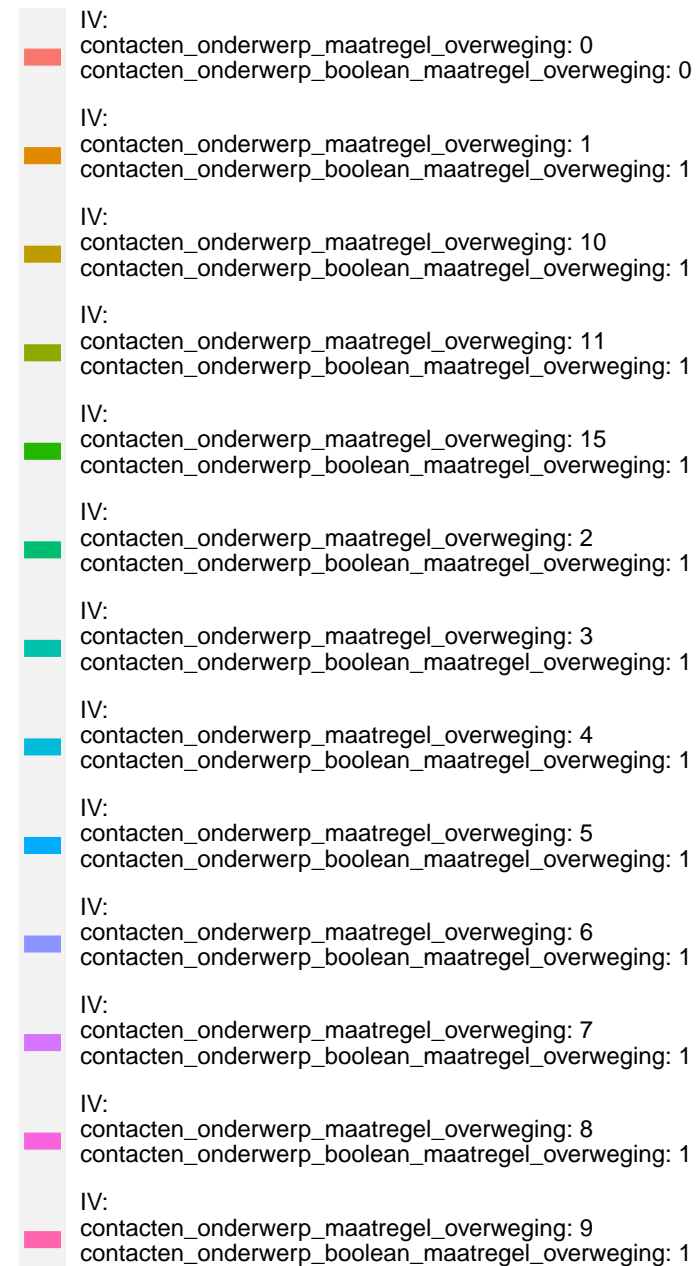 IV:
contacten_onderwerp_maatregel_overweging: 0
contacten_onderwerp_boolean_maatregel_overweging: 0
IV:
contacten_onderwerp_maatregel_overweging: 1
contacten_onderwerp_boolean_maatregel_overweging: 1
IV:
contacten_onderwerp_maatregel_overweging: 10
contacten_onderwerp_boolean_maatregel_overweging: 1
IV:
contacten_onderwerp_maatregel_overweging: 11
contacten_onderwerp_boolean_maatregel_overweging: 1
IV:
contacten_onderwerp_maatregel_overweging: 15
contacten_onderwerp_boolean_maatregel_overweging: 1
IV:
contacten_onderwerp_maatregel_overweging: 2
contacten_onderwerp_boolean_maatregel_overweging: 1
IV:
contacten_onderwerp_maatregel_overweging: 3
contacten_onderwerp_boolean_maatregel_overweging: 1
IV:
contacten_onderwerp_maatregel_overweging: 4
contacten_onderwerp_boolean_maatregel_overweging: 1
IV:
contacten_onderwerp_maatregel_overweging: 5
contacten_onderwerp_boolean_maatregel_overweging: 1
IV:
contacten_onderwerp_maatregel_overweging: 6
contacten_onderwerp_boolean_maatregel_overweging: 1
IV:
contacten_onderwerp_maatregel_overweging: 7
contacten_onderwerp_boolean_maatregel_overweging: 1
IV:
contacten_onderwerp_maatregel_overweging: 8
contacten_onderwerp_boolean_maatregel_overweging: 1
IV:
contacten_onderwerp_maatregel_overweging: 9
contacten_onderwerp_boolean_maatregel_overweging: 1